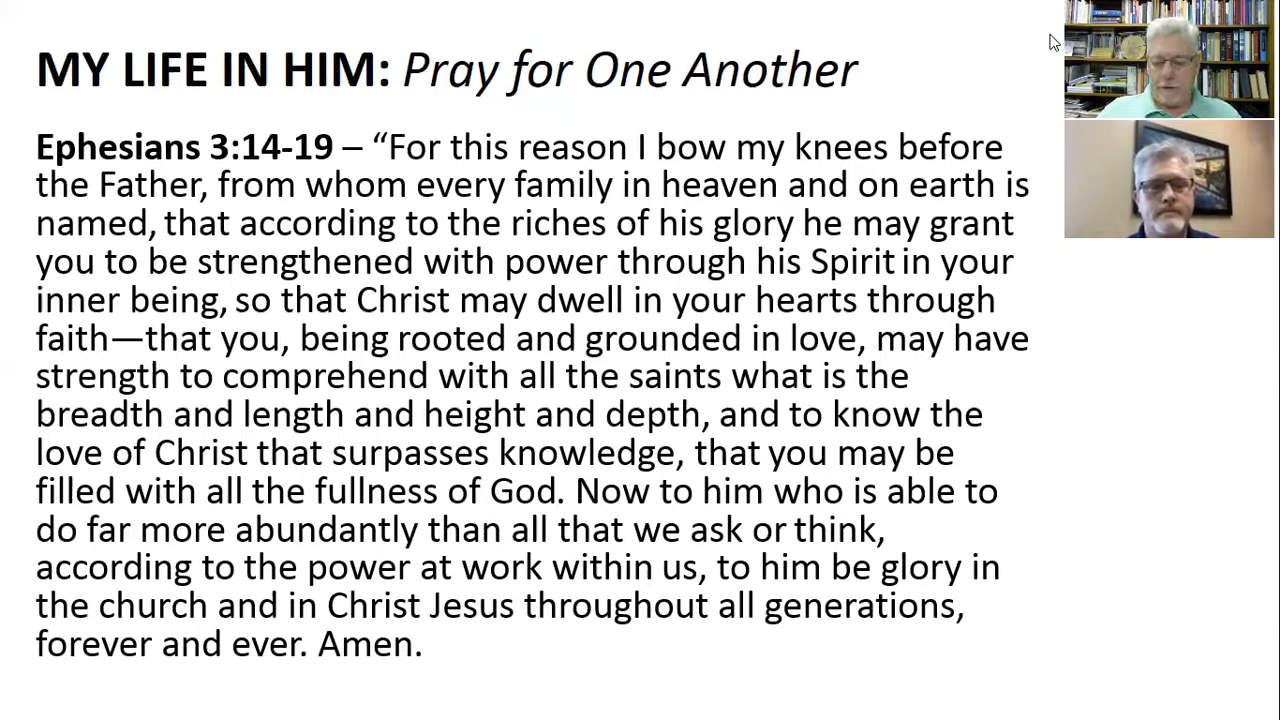 MY LIFE IN HIM: Pray for One Another
Ephesians 3:14-19 – “For this reason I bow my knees before
the Father, from whom every family in heaven and on earth is
named, that according to the riches of his glory he may grant
you to be strengthened with power through his Spirit in your
inner being, so that Christ may dwell in your hearts through
faith—that you, being rooted and grounded in love, may have
strength to comprehend with all the saints what is the
breadth and length and height and depth, and to know the
love of Christ that surpasses knowledge, that you may be
filled with all the fullness of God. Now to him who is able to
do far more abundantly than all that we ask or think,
according to the power at work within us, to him be glory in
the church and in Christ Jesus throughout all generations,
forever and ever. Amen.